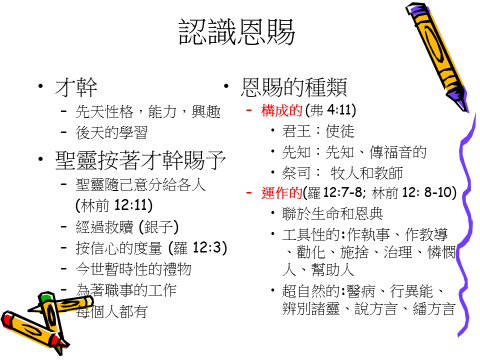 認識恩賜
• 才幹
– 先天性格，能力，興趣
– 後天的學習
• 聖靈按著才幹賜予
– 聖靈隨己意分給各人
(林前 12:11)
– 經過救贖 (銀子)
– 按信心的度量 (羅 12:3)
– 今世暫時性的禮物
– 為著職事的工作
– 每個人都有
• 恩賜的種類
– 構成的(弗 4:11)
• 君王：使徒
• 先知：先知、傳福音的
• 祭司： 牧人和教師
– 運作的(羅12:7-8; 林前 12: 8-10)
• 聯於生命和恩典
• 工具性的:作執事、作教導
、勸化、施捨、治理、憐憫
人、幫助人
• 超自然的:醫病、行異能、
辨別諸靈、說方言、繙方言